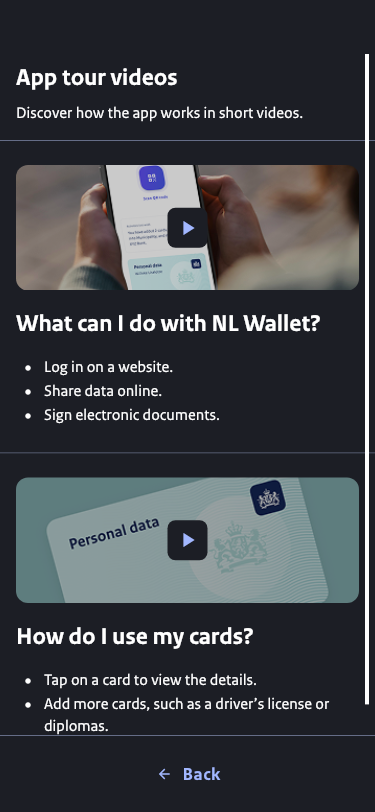 App tour videos
Discover how the app works in short videos.
Scan QR code
Personal data
What can I do with NL Wallet?
Log in on a website.
Share data online.
Sign electronic documents.
Personal data
How do I use my cards?
Tap on a card to view the details.
Add more cards, such as a driver’s license or
diplomas.
Back